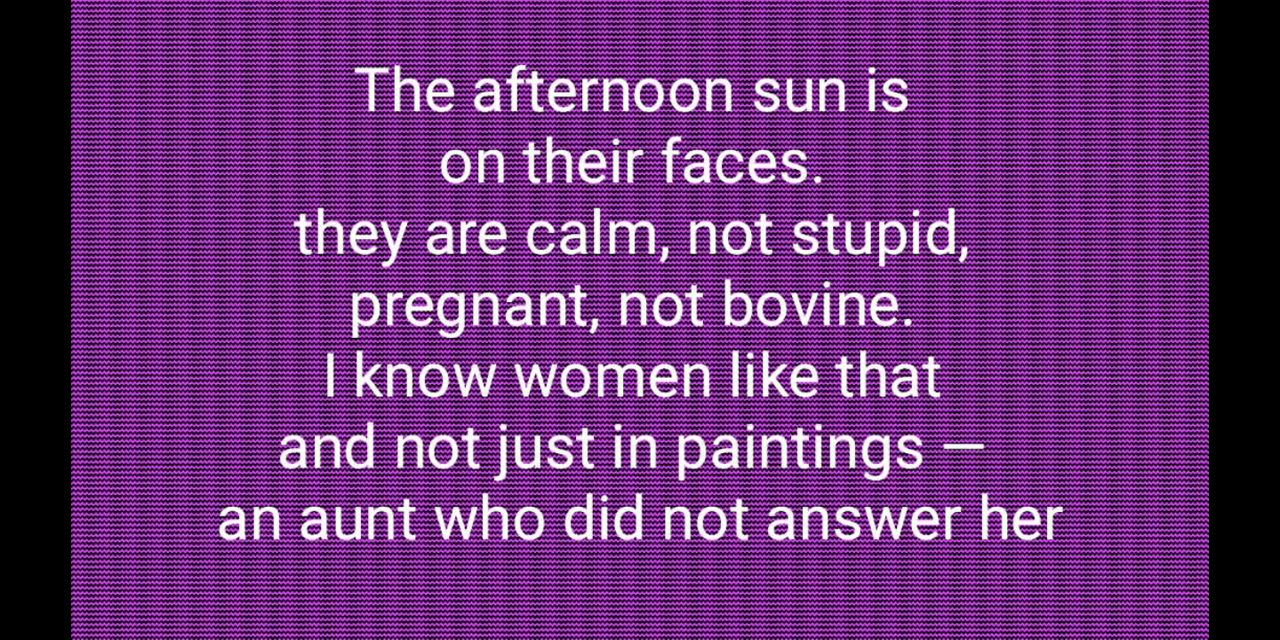 The afternoon sun is
on their faces.
they are calm, not stupid,
pregnant, not bovine.
I know women like that
and not just in paintings —
an aunt who did not answer her